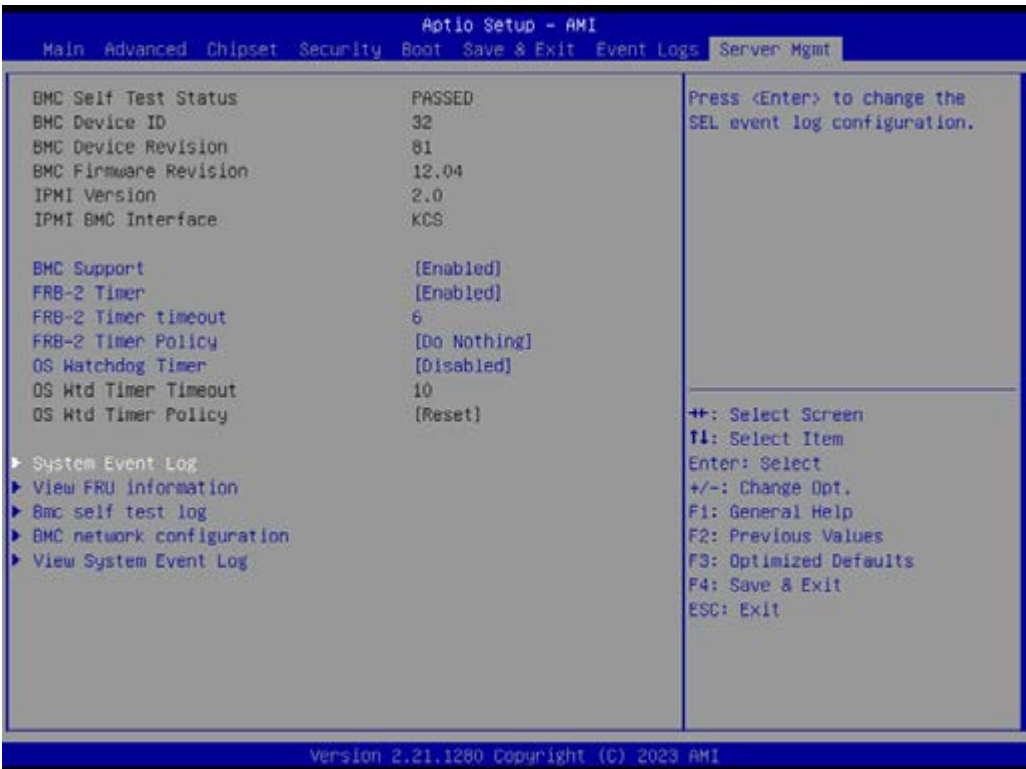 Aptio Setup - AMI
Main Advanced Chipset Security Boot Save & Exit Event Logs Server Mgmt
BMC Self Test Status PASSED
BMC Device ID 32
BMC Device Revision 81
BMC Firmware Revision 12.04
IPMI Version 2.0
IPMI BMC Interface KCS
BMC Support [Enabled]
FRB-2 Timer [Enabled]
FRB-2 Timer timeout 6
FRB-2 Timer Policy [Do Nothing]
OS Watchdog Timer [Disabled]
OS Wtd Timer Timeout 10
OS Wtd Timer Policy [Reset]
System Event Log
View FRU information
Bmc self test log
BMC network configuration
View System Event Log
Press <Enter> to change the
SEL event log configuration.
→←: Select Screen
↑↓: Select Item
Enter: Select
+/-: Change Opt.
F1: General Help
F2: Previous Values
F3: Optimized Defaults
F4: Save & Exit
ESC: Exit
Version 2.21.1280 Copyright (C) 2023 AMI